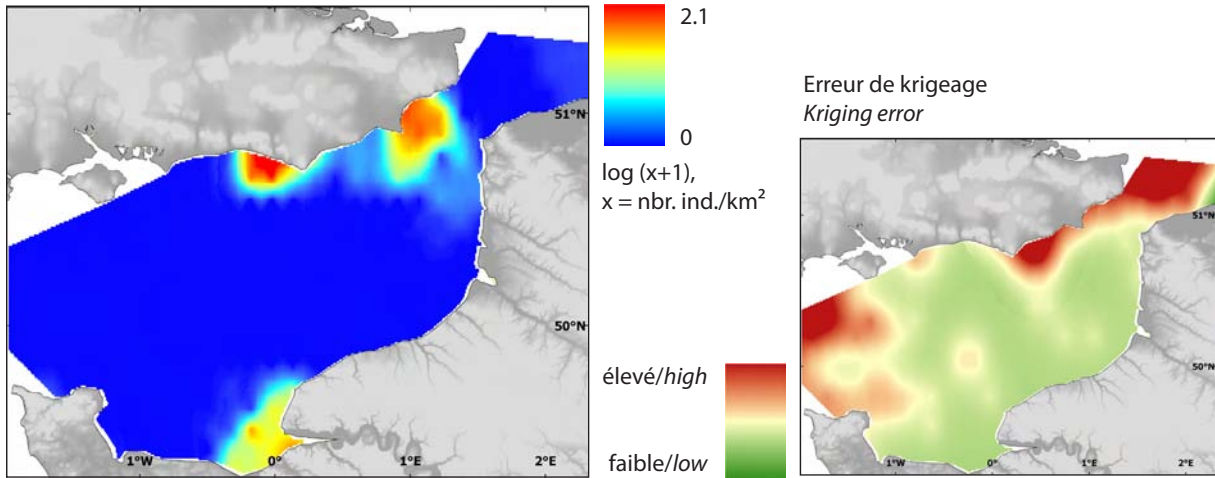 2.1
0
log (x+1),
x = nbr. ind./km²
51°N
50°N
1°W
0°
1°E
2°E
Erreur de krigeage
Kriging error
51°N
50°N
1°W
0°
1°E
2°E
élevé/high
faible/low